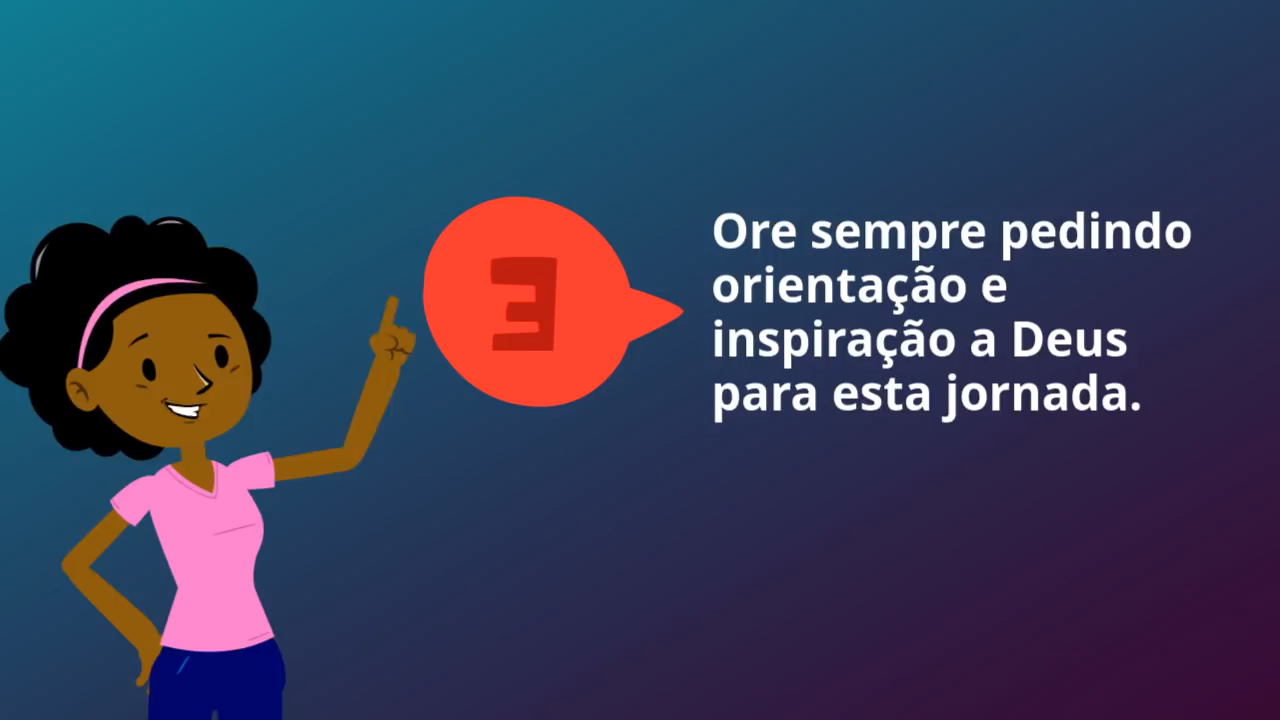 3
Ore sempre pedindo
orientação e
inspiração a Deus
para esta jornada.